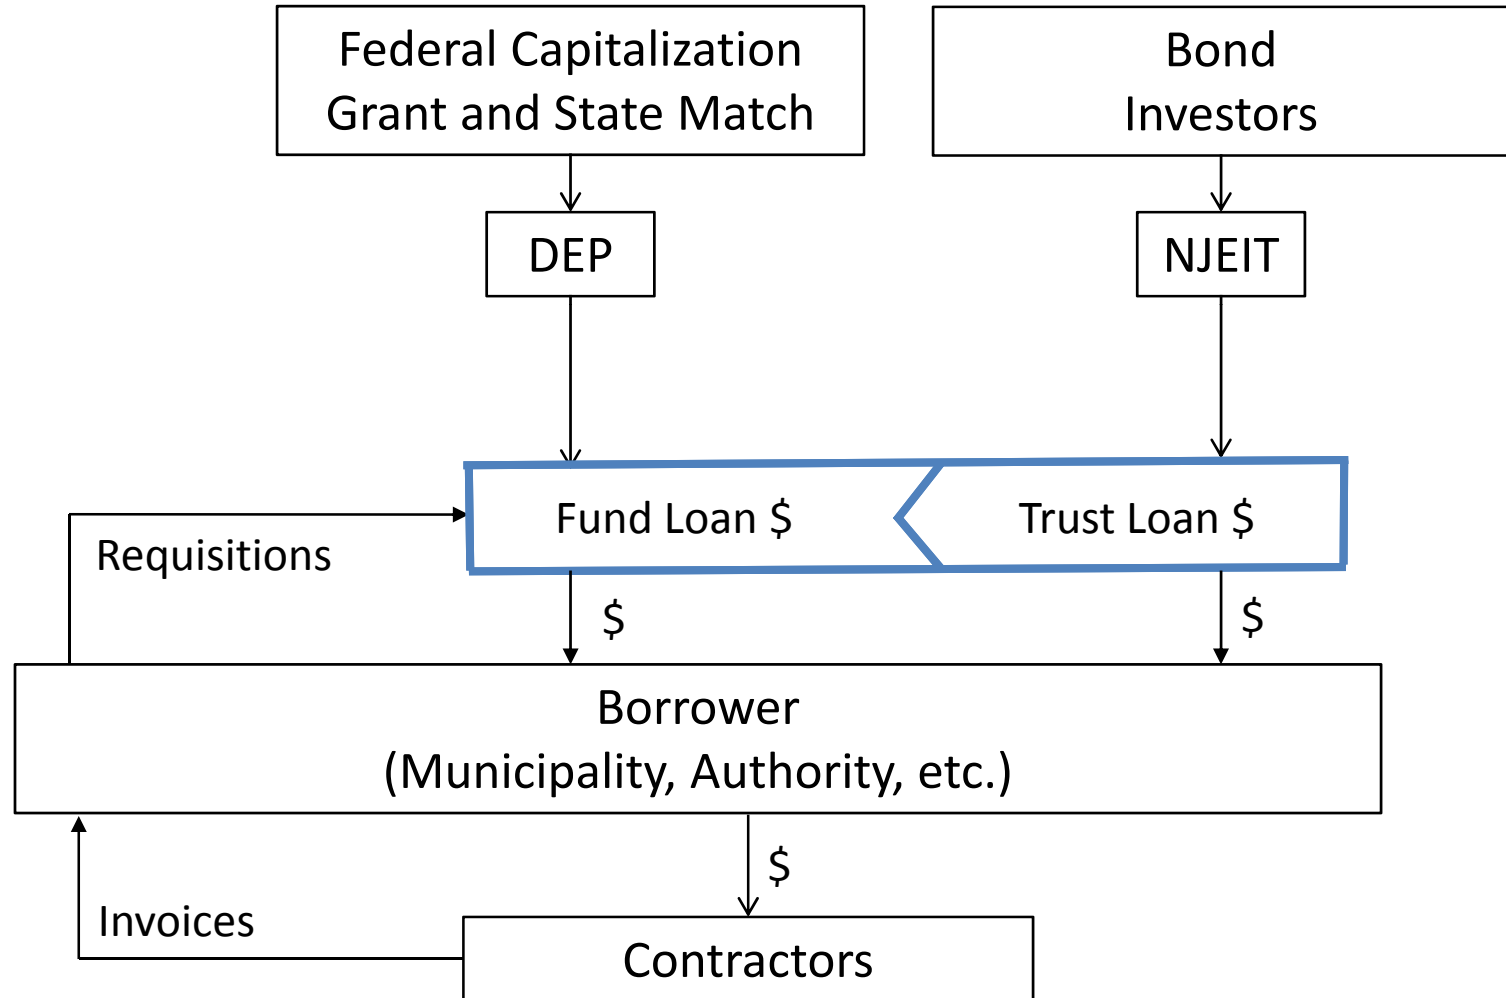 Federal Capitalization
Grant and State Match
Bond
Investors
DEP
NJEIT
Fund Loan $
Trust Loan $
Requisitions
$
$
Borrower
(Municipality, Authority, etc.)
$
Invoices
Contractors